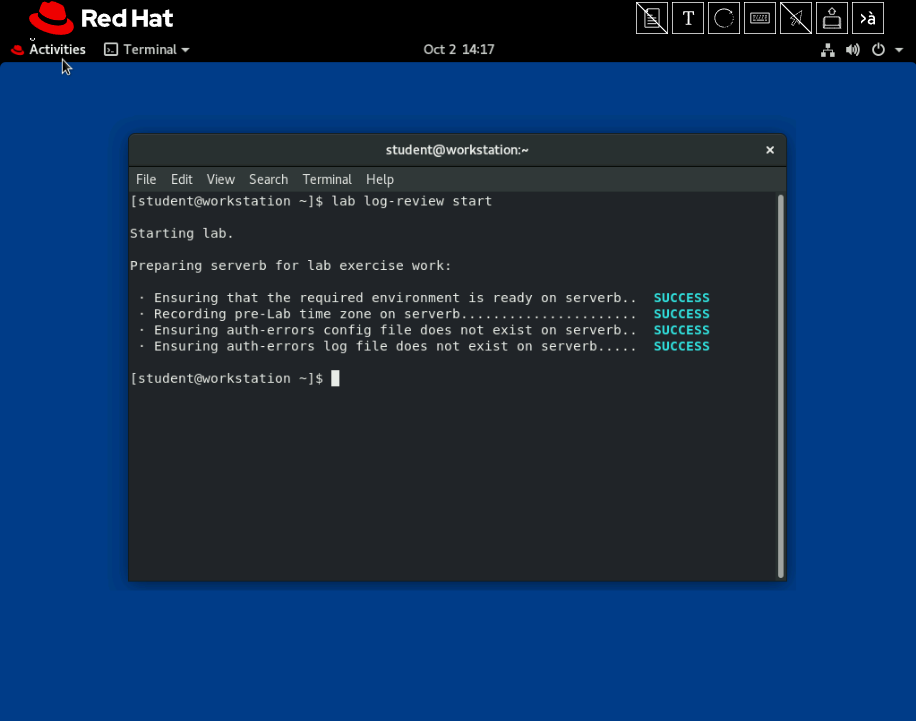 Red Hat
T
>à
Activities
Terminal
Oct 2 14:17
student@workstation:~
×
File Edit View Search Terminal Help
[student@workstation ~]$ lab log-review start
Starting lab.
Preparing serverb for lab exercise work:
· Ensuring that the required environment is ready on serverb.. SUCCESS
· Recording pre-Lab time zone on serverb...................... SUCCESS
· Ensuring auth-errors config file does not exist on serverb.. SUCCESS
· Ensuring auth-errors log file does not exist on serverb..... SUCCESS
[student@workstation ~]$